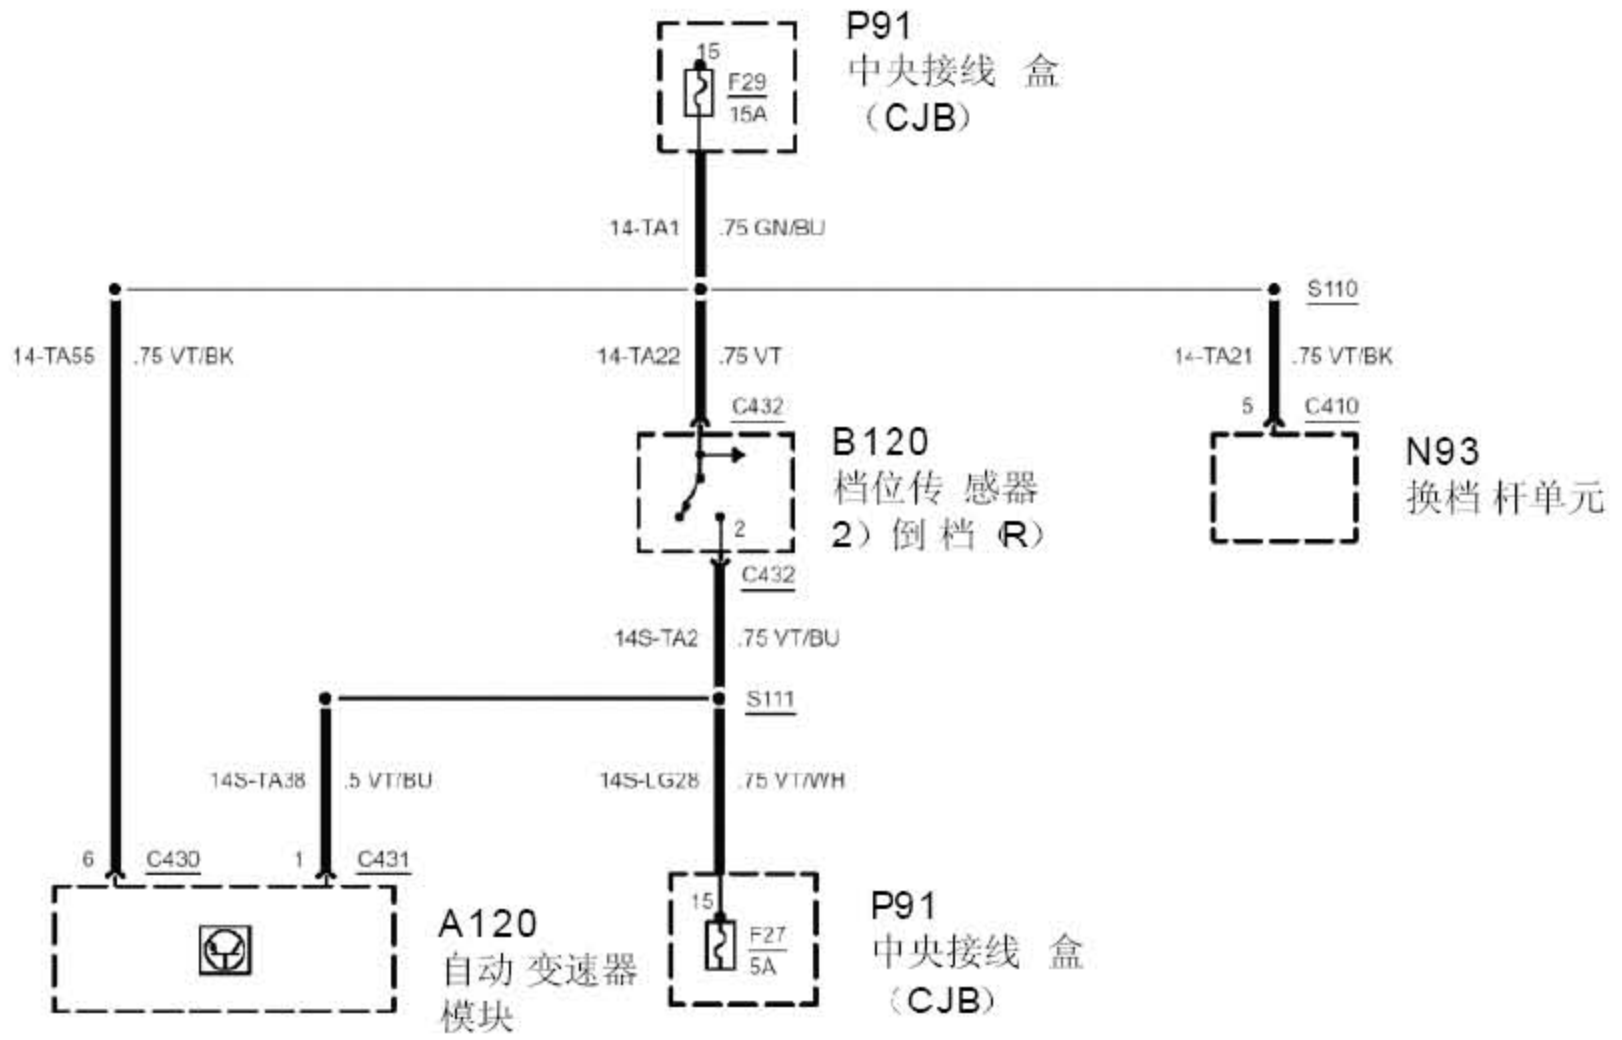 P91
中央接线 盒
（CJB）
15
F29
15A
14-TA1 .75 GN/BU
S110
14-TA55 .75 VT/BK
14-TA22 .75 VT
14-TA21 .75 VT/BK
C432
5 C410
B120
档位传 感器
2）倒 档 (R）
N93
换档 杆单元
2
C432
14S-TA2 .75 VT/BU
S111
14S-TA38 .5 VT/BU
14S-LG28 .75 VT/WH
6 C430
1 C431
A120
自动 变速器
模块
15
F27
5A
P91
中央接线 盒
（CJB）